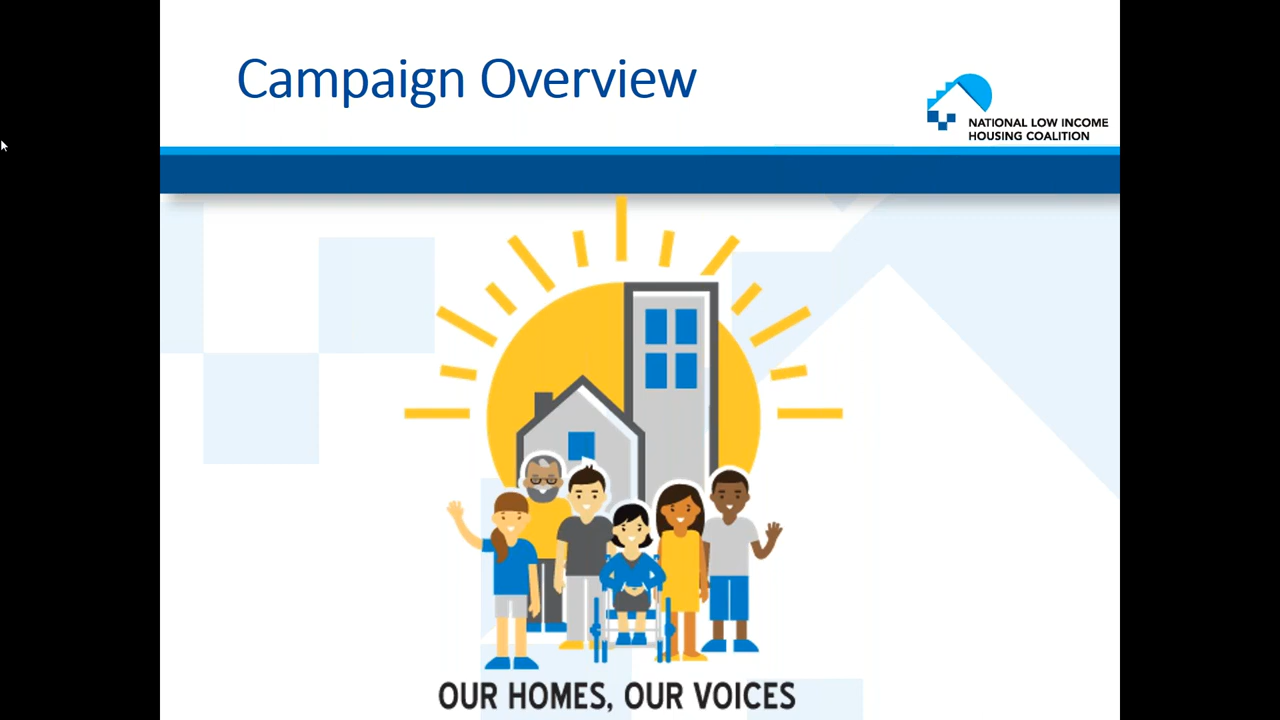 Campaign Overview
NATIONAL LOW INCOME
HOUSING COALITION
OUR HOMES, OUR VOICES